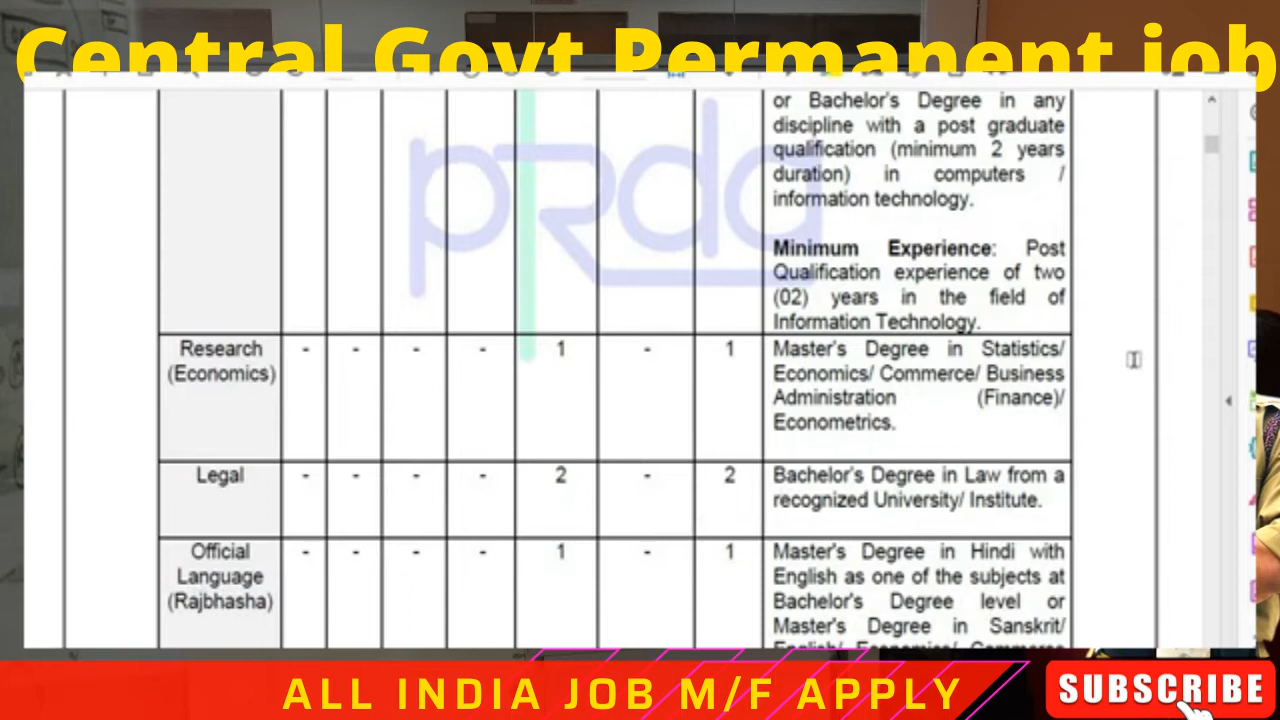 Central Govt Permanent job
or Bachelor's Degree in any
discipline with a post graduate
qualification (minimum 2 years
duration) in computers /
information technology.
Minimum Experience: Post
Qualification experience of two
(02) years in the field of
Information Technology.
Research - - - - 1 - 1 Master's Degree in Statistics/
(Economics) Economics/ Commerce/ Business
Administration (Finance)/
Econometrics.
Legal - - - - 2 - 2 Bachelor's Degree in Law from a
recognized University/ Institute.
Official - - - - 1 - 1 Master's Degree in Hindi with
Language English as one of the subjects at
(Rajbhasha) Bachelor's Degree level or
Master's Degree in Sanskrit/
English/ Economics/ Commerce
ALL INDIA JOB M/F APPLY
SUBSCRIBE